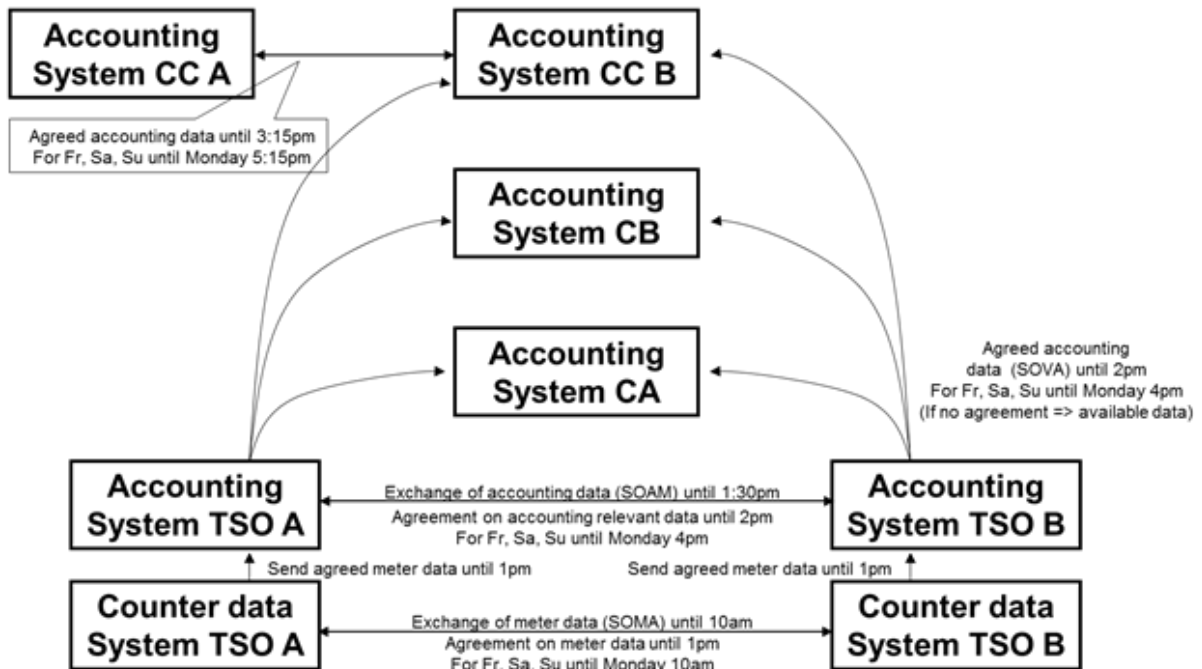 Accounting
System CC A
Accounting
System CC B
Agreed accounting data until 3:15pm
For Fr, Sa, Su until Monday 5:15pm
Accounting
System CB
Accounting
System CA
Agreed accounting
data (SOVA) until 2pm
For Fr, Sa, Su until Monday 4pm
(If no agreement => available data)
Accounting
System TSO A
Exchange of accounting data (SOAM) until 1:30pm
Agreement on accounting relevant data until 2pm
For Fr, Sa, Su until Monday 4pm
Accounting
System TSO B
Send agreed meter data until 1pm
Send agreed meter data until 1pm
Counter data
System TSO A
Exchange of meter data (SOMA) until 10am
Agreement on meter data until 1pm
For Fr, Sa, Su until Monday 10am
Counter data
System TSO B